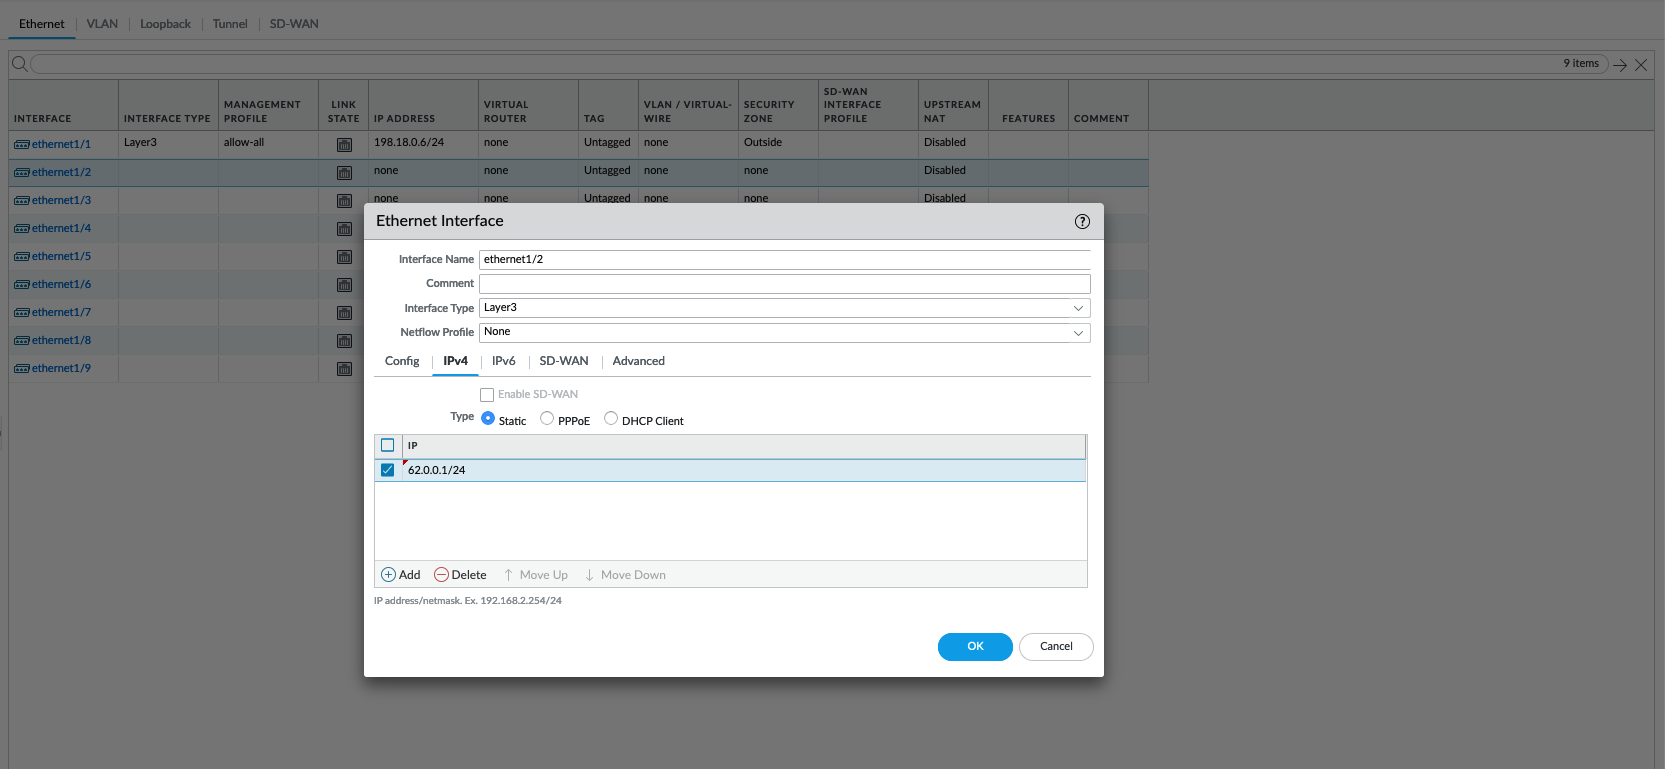 Ethernet VLAN Loopback Tunnel SD-WAN
9 items
INTERFACE INTERFACE TYPE MANAGEMENT PROFILE LINK STATE IP ADDRESS VIRTUAL ROUTER TAG VLAN / VIRTUAL-WIRE SECURITY ZONE SD-WAN INTERFACE PROFILE UPSTREAM NAT FEATURES COMMENT
ethernet1/1 Layer3 allow-all 198.18.0.6/24 none Untagged none Outside Disabled
ethernet1/2 none none Untagged none none Disabled
ethernet1/3 none none Untagged none none Disabled
ethernet1/4
ethernet1/5
ethernet1/6
ethernet1/7
ethernet1/8
ethernet1/9
Ethernet Interface
Interface Name ethernet1/2
Comment
Interface Type Layer3
Netflow Profile None
Config IPv4 IPv6 SD-WAN Advanced
Enable SD-WAN
Type Static PPPoE DHCP Client
IP
62.0.0.1/24
Add Delete Move Up Move Down
IP address/netmask. Ex. 192.168.2.254/24
OK Cancel